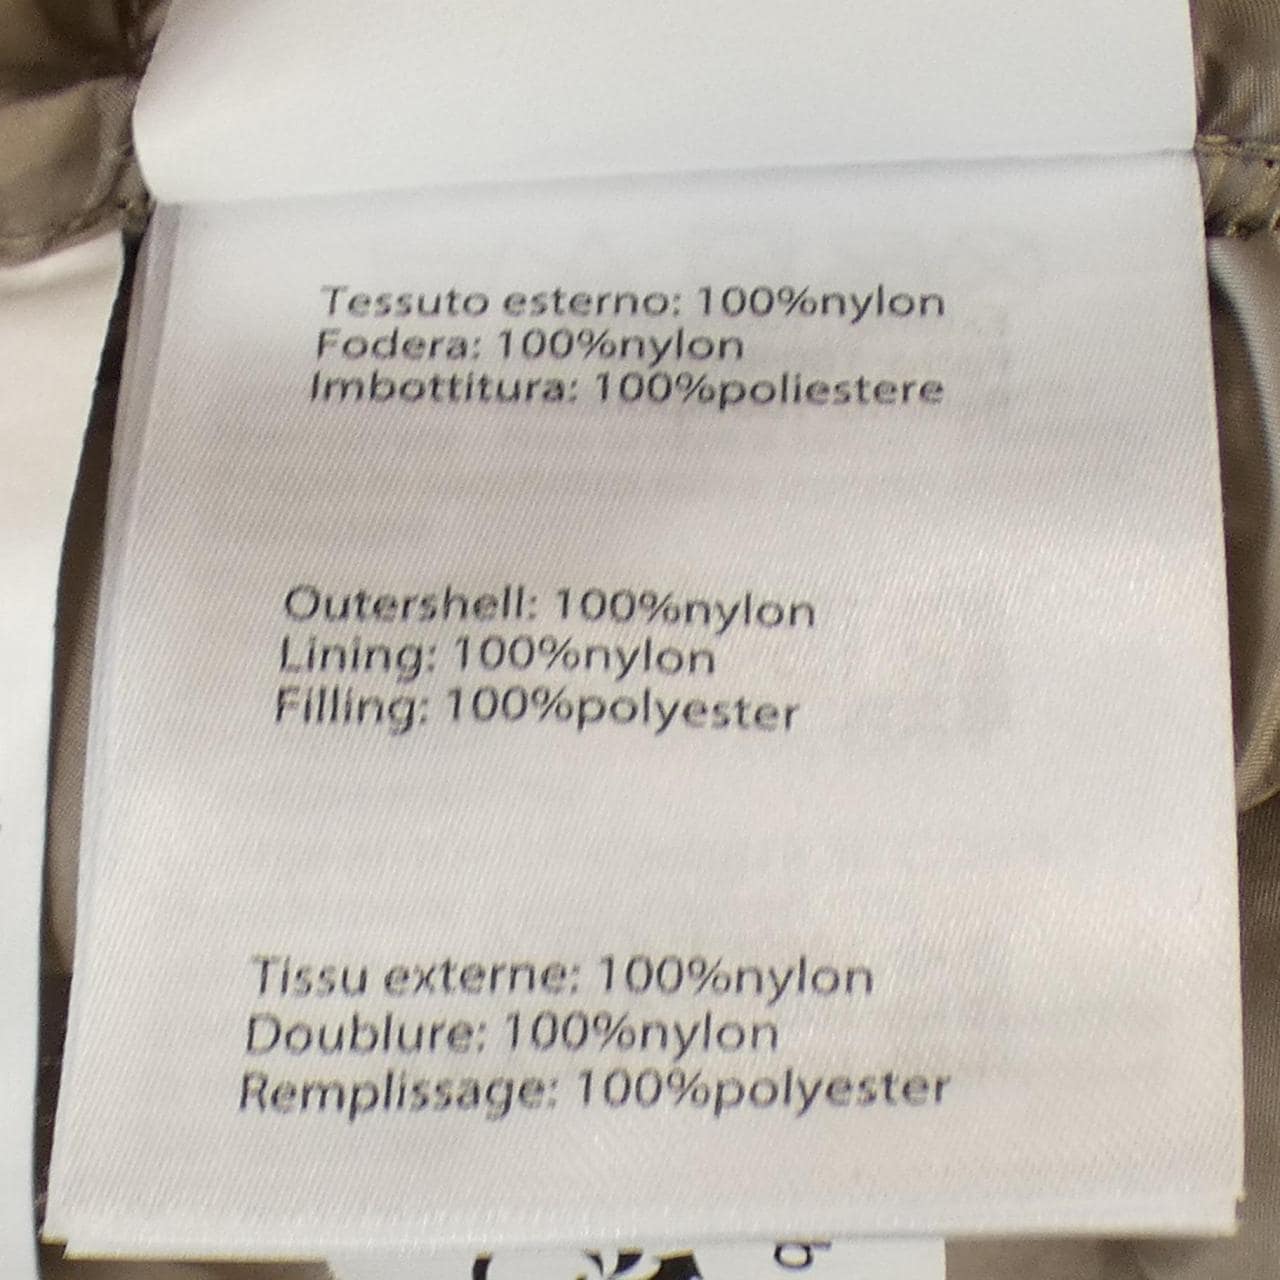 Tessuto esterno: 100%nylon
Fodera: 100%nylon
Imbottitura: 100%poliestere
Outershell: 100%nylon
Lining: 100%nylon
Filling: 100%polyester
Tissu externe: 100%nylon
Doublure: 100%nylon
Remplissage: 100%polyester